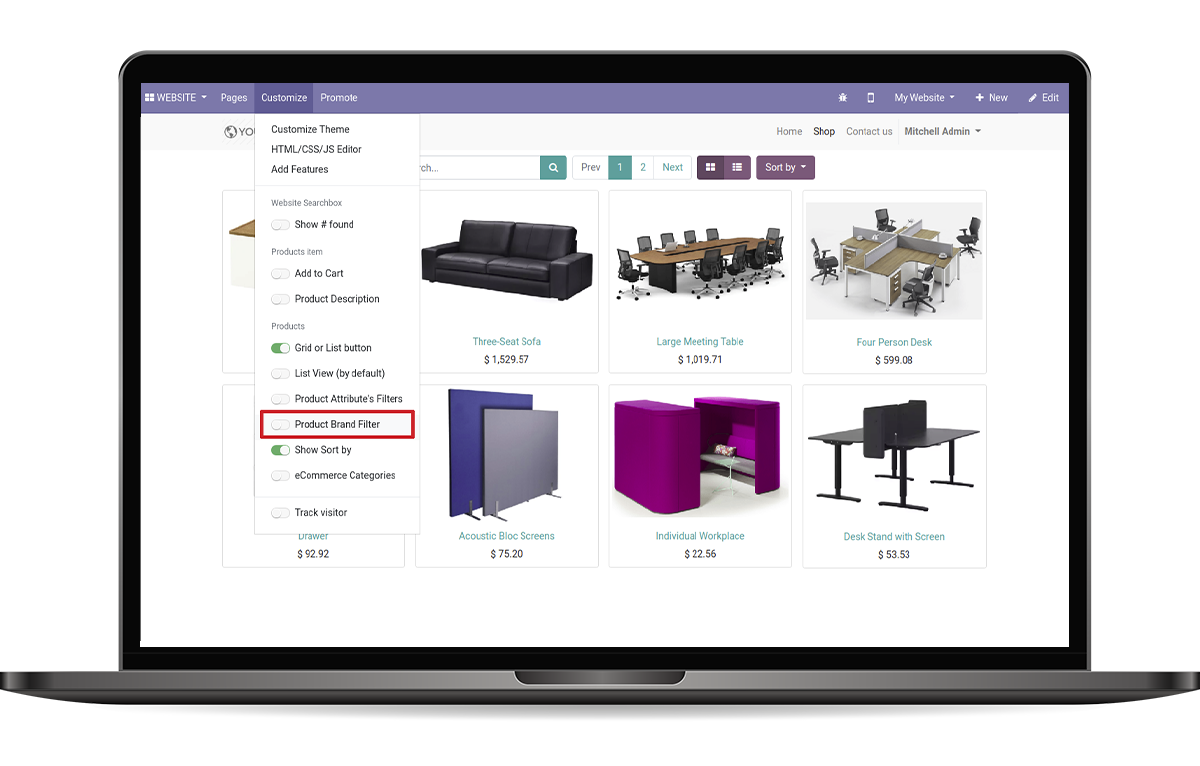 WEBSITE Pages Customize Promote My Website New Edit
YOU
Home Shop Contact us Mitchell Admin
Customize Theme
HTML/CSS/JS Editor
Add Features
Prev 1 2 Next Sort by
Website Searchbox
Show # found
Products item
Add to Cart
Product Description
Products
Grid or List button
List View (by default)
Product Attribute's Filters
Product Brand Filter
Show Sort by
eCommerce Categories
Track visitor
Three-Seat Sofa
$ 1,529.57
Large Meeting Table
$ 1,019.71
Four Person Desk
$ 599.08
Drawer
$ 92.92
Acoustic Bloc Screens
$ 75.20
Individual Workplace
$ 22.56
Desk Stand with Screen
$ 53.53